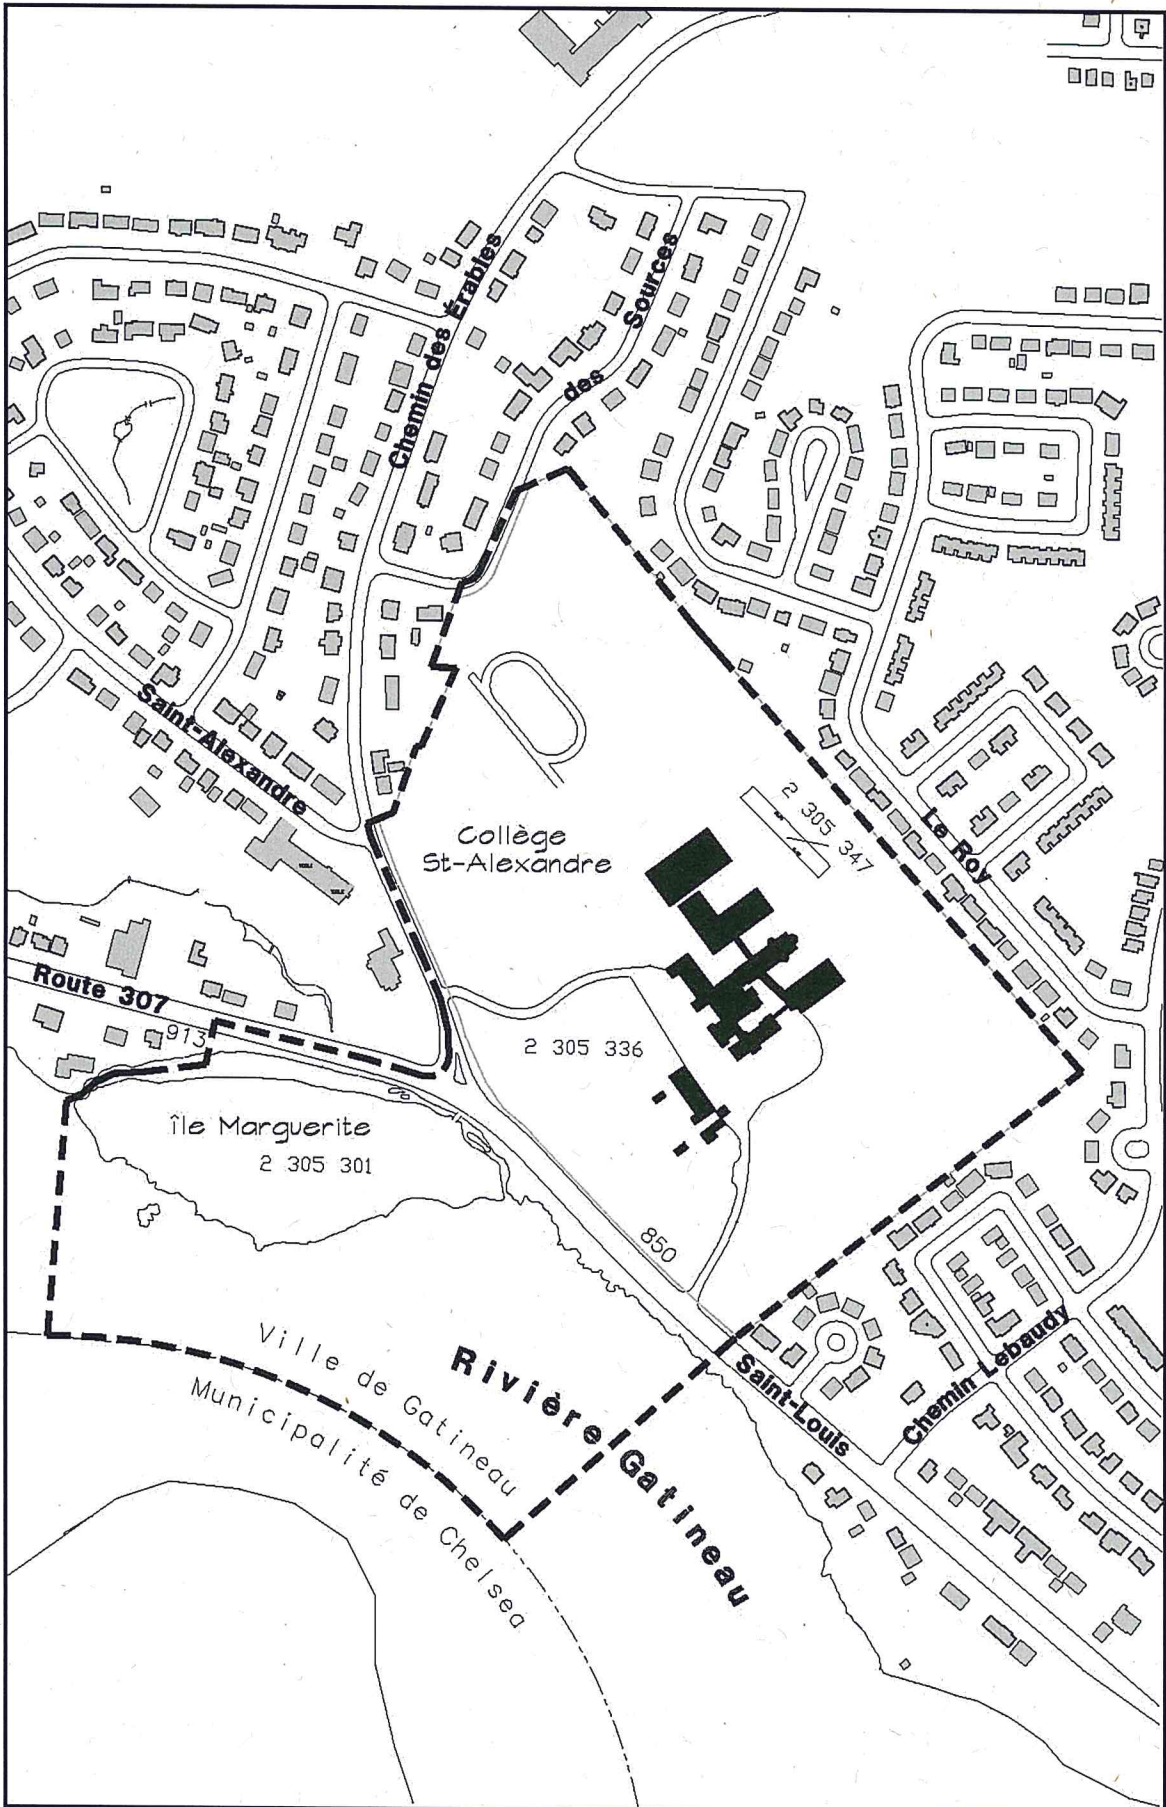 Chemin des Érables
des Sources
Saint-Alexandre
Collège
St-Alexandre
2 305 347
Le Roy
Route 307
913
2 305 336
île Marguerite
2 305 301
850
Ville de Gatineau
Municipalité de Chelsea
Rivière Gatineau
Saint-Louis
Chemin Lebaudy